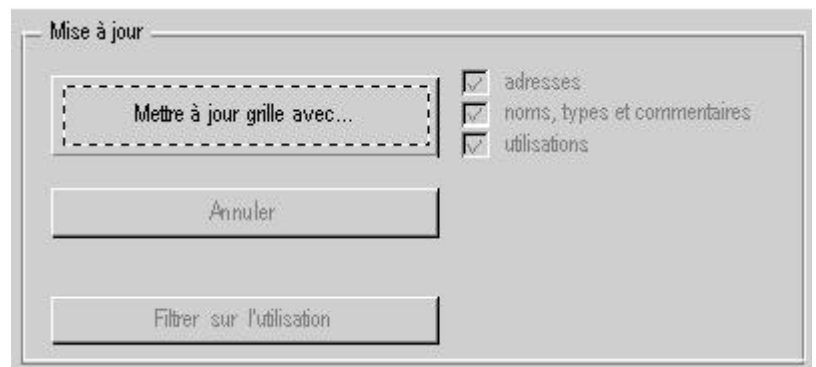 Mise à jour
Mettre à jour grille avec...
adresses
noms, types et commentaires
utilisations
Annuler
Filtrer sur l'utilisation